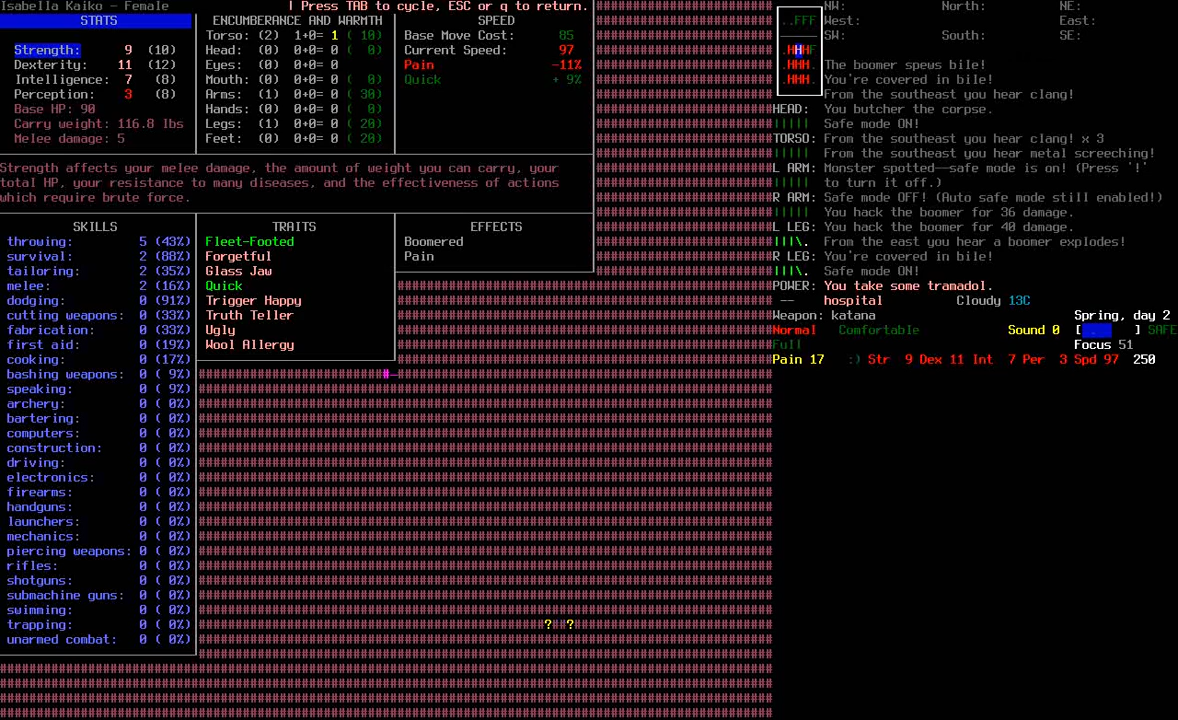 Isabella Kaiko - Female
| Press TAB to cycle, ESC or q to return.
STATS
Strength: 9 (10)
Dexterity: 11 (12)
Intelligence: 7 (8)
Perception: 3 (8)
Base HP: 90
Carry weight: 116.8 lbs
Melee damage: 5
ENCUMBERANCE AND WARMTH
Torso: (2) 1+0= 1 ( 10)
Head: (0) 0+0= 0 ( 0)
Eyes: (0) 0+0= 0
Mouth: (0) 0+0= 0 ( 0)
Arms: (1) 0+0= 0 ( 30)
Hands: (0) 0+0= 0 ( 0)
Legs: (1) 0+0= 0 ( 20)
Feet: (0) 0+0= 0 ( 20)
SPEED
Base Move Cost: 85
Current Speed: 97
Pain -11%
Quick + 9%
Strength affects your melee damage, the amount of weight you can carry, your
total HP, your resistance to many diseases, and the effectiveness of actions
which require brute force.
SKILLS
throwing: 5 (43%)
survival: 2 (88%)
tailoring: 2 (35%)
melee: 2 (16%)
dodging: 0 (91%)
cutting weapons: 0 (33%)
fabrication: 0 (33%)
first aid: 0 (19%)
cooking: 0 (17%)
bashing weapons: 0 ( 9%)
speaking: 0 ( 9%)
archery: 0 ( 0%)
bartering: 0 ( 0%)
computers: 0 ( 0%)
construction: 0 ( 0%)
driving: 0 ( 0%)
electronics: 0 ( 0%)
firearms: 0 ( 0%)
handguns: 0 ( 0%)
launchers: 0 ( 0%)
mechanics: 0 ( 0%)
piercing weapons: 0 ( 0%)
rifles: 0 ( 0%)
shotguns: 0 ( 0%)
submachine guns: 0 ( 0%)
swimming: 0 ( 0%)
trapping: 0 ( 0%)
unarmed combat: 0 ( 0%)
TRAITS
Fleet-Footed
Forgetful
Glass Jaw
Quick
Trigger Happy
Truth Teller
Ugly
Wool Allergy
EFFECTS
Boomered
Pain
? ?
..FFF
.HHHF
.HHH.
.HHH.
NW: North: NE:
West: East:
SW: South: SE:
The boomer spews bile!
You're covered in bile!
From the southeast you hear clang!
HEAD: You butcher the corpse.
||||| Safe mode ON!
TORSO: From the southeast you hear clang! x 3
||||| From the southeast you hear metal screeching!
L ARM: Monster spotted--safe mode is on! (Press '!'
||||| to turn it off.)
R ARM: Safe mode OFF! (Auto safe mode still enabled!)
||||| You hack the boomer for 36 damage.
L LEG: You hack the boomer for 40 damage.
|||\. From the east you hear a boomer explodes!
R LEG: You're covered in bile!
|||\. Safe mode ON!
POWER: You take some tramadol.
-- hospital Cloudy 13C
Weapon: katana Spring, day 2
Normal Comfortable Sound 0 [ . ] SAFE
Full Focus 51
Pain 17 :) Str 9 Dex 11 Int 7 Per 3 Spd 97 250